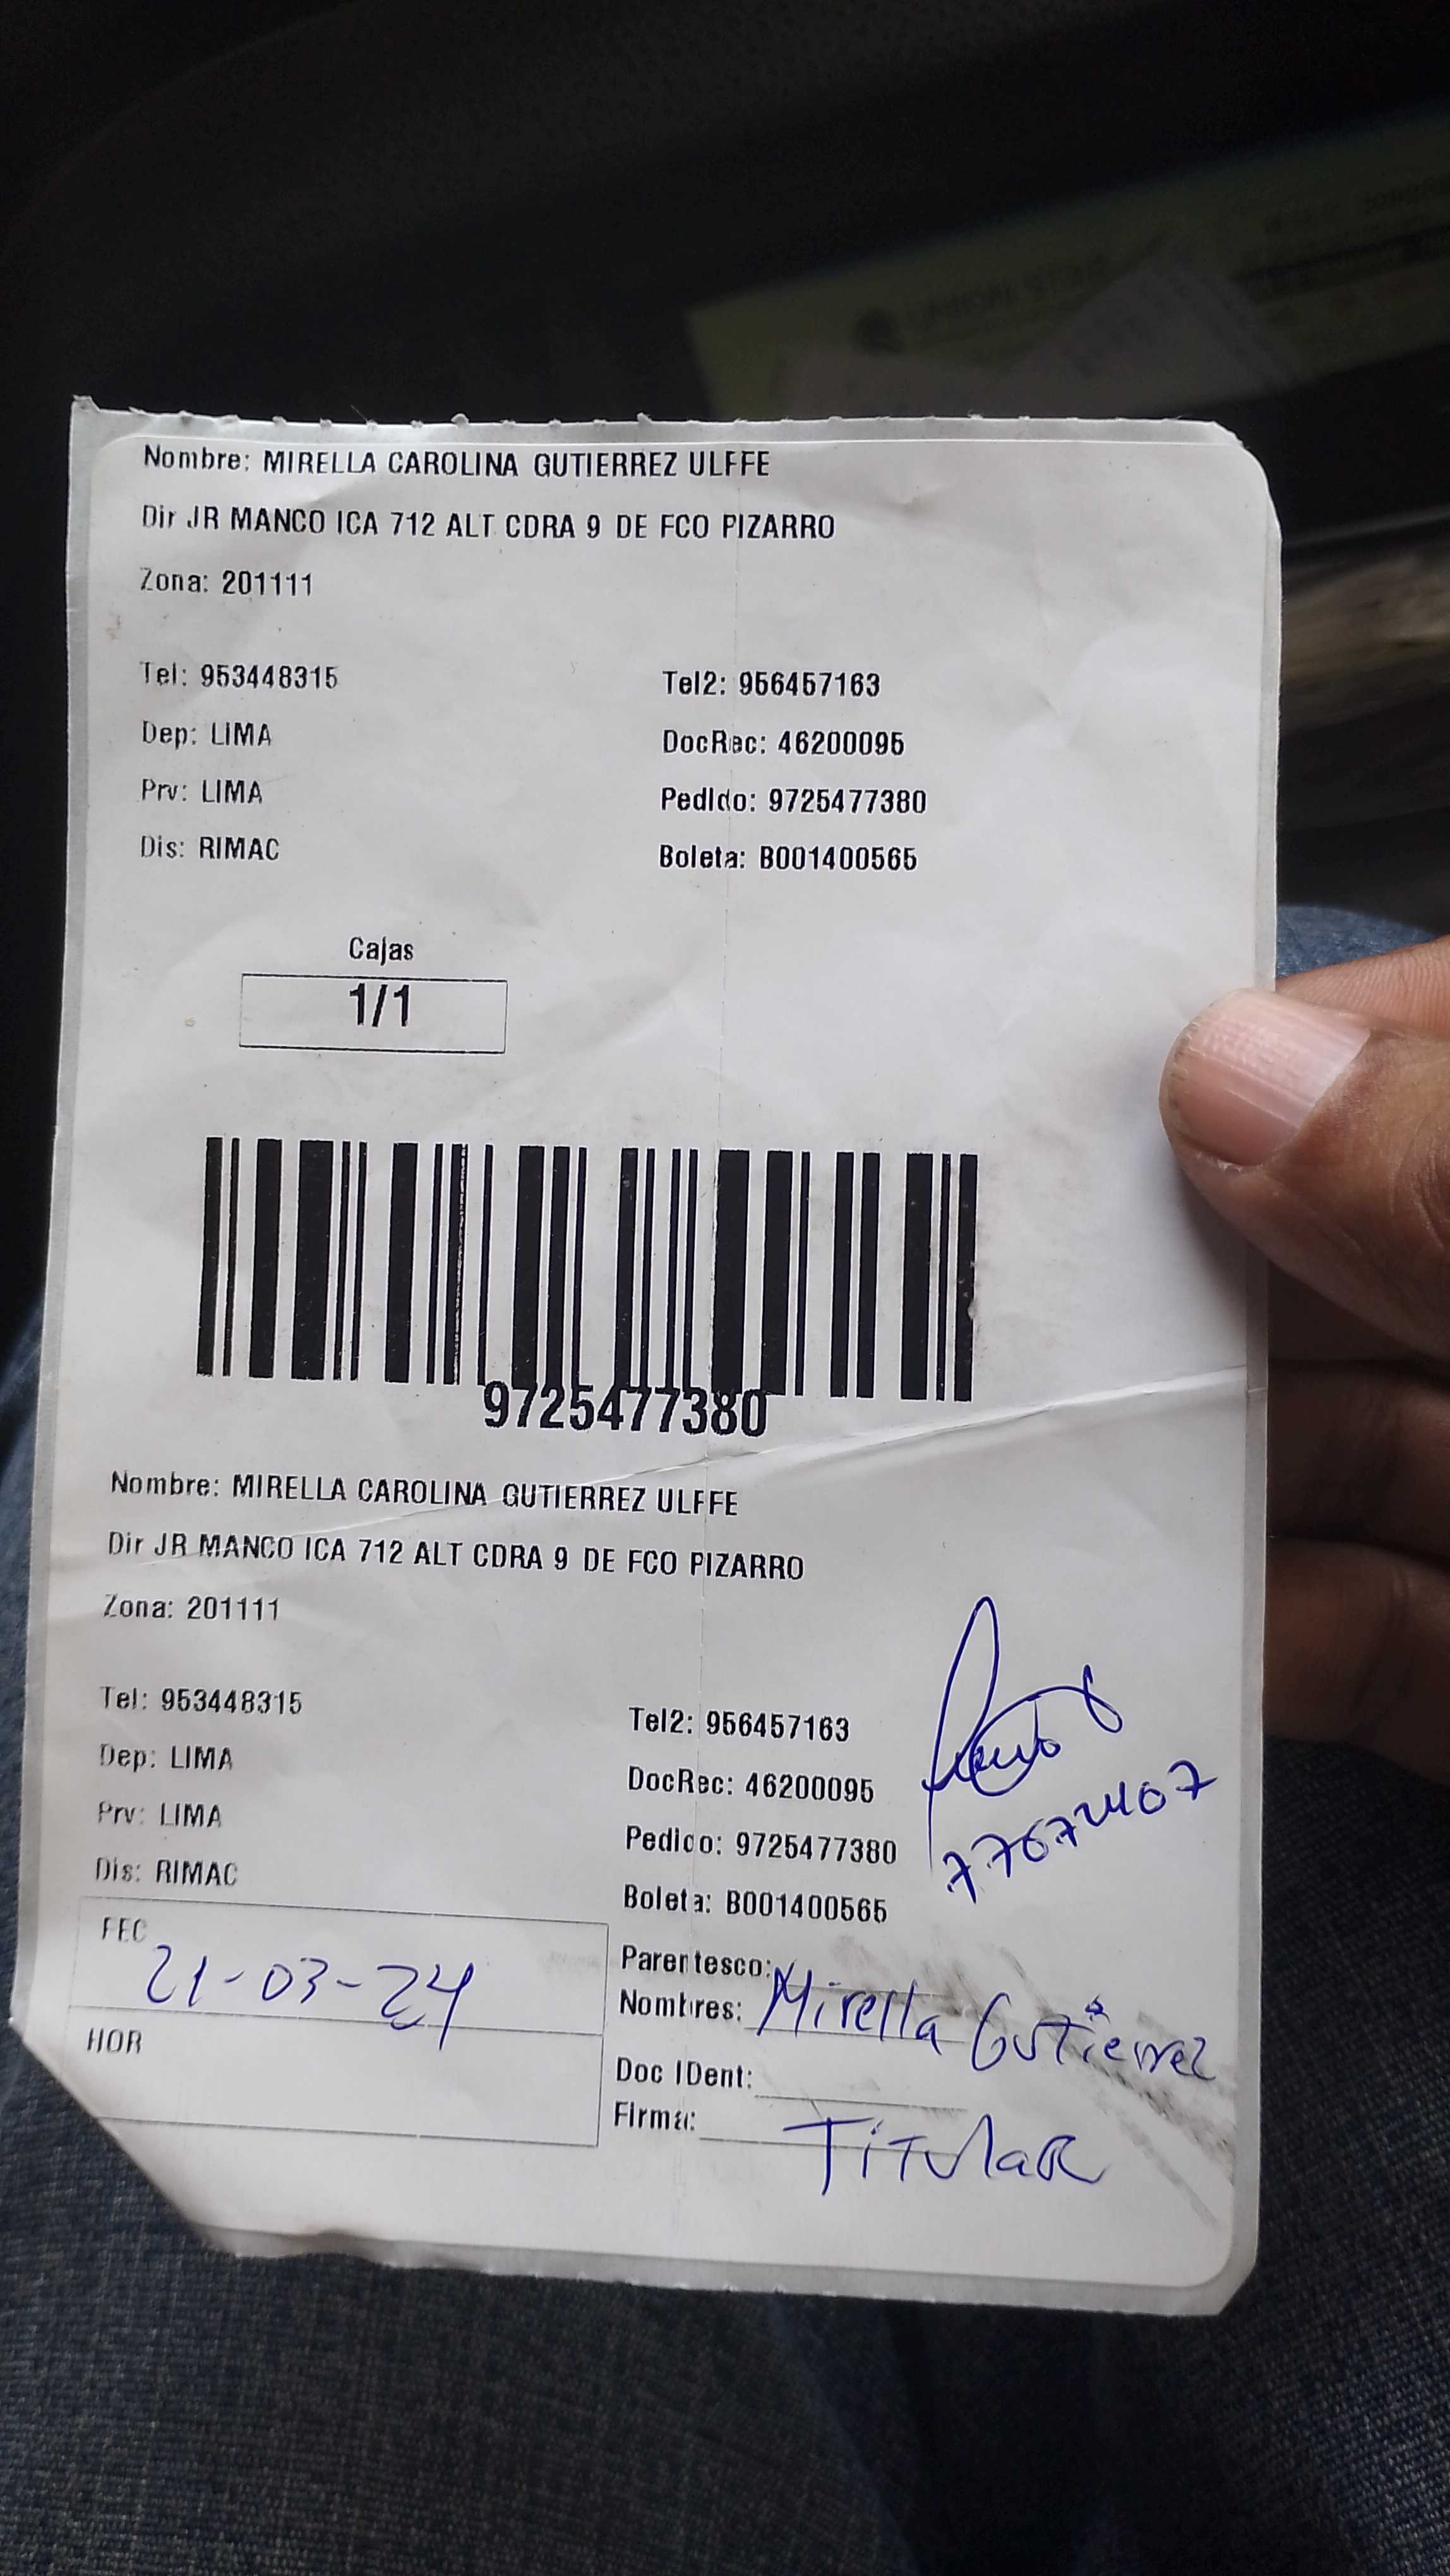 Nombre: MIRELLA CAROLINA GUTIERREZ ULFFE
Dir JR MANCO ICA 712 ALT CDRA 9 DE FCO PIZARRO
Zona: 201111
Tel: 953448315 Tel2: 956457163
Dep: LIMA DocRec: 46200095
Prv: LIMA Pedido: 9725477380
Dis: RIMAC Boleta: B001400565
Cajas
1/1
9725477380
Nombre: MIRELLA CAROLINA GUTIERREZ ULFFE
Dir JR MANCO ICA 712 ALT CDRA 9 DE FCO PIZARRO
Zona: 201111
Tel: 953448315 Tel2: 956457163
Dep: LIMA DocRec: 46200095
Prv: LIMA Pedido: 9725477380
Dis: RIMAC Boleta: B001400565
FEC 21-03-24
HOR
Parentesco:
Nombres: Mirella Gutierrez
Doc IDent:
Firma: Titular